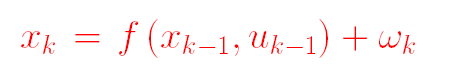 x_k = f(x_{k-1}, u_{k-1}) + ω_k